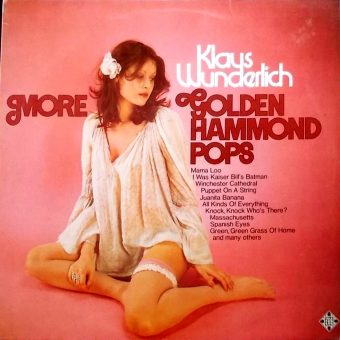 Klaus
Wunderlich
MORE GOLDEN
HAMMOND
POPS
Mama Loo
I Was Kaiser Bill's Batman
Winchester Cathedral
Puppet On A String
Juanita Banana
All Kinds Of Everything
Knock, Knock Who's There?
Massachusetts
Spanish Eyes
Green, Green Grass Of Home
and many others